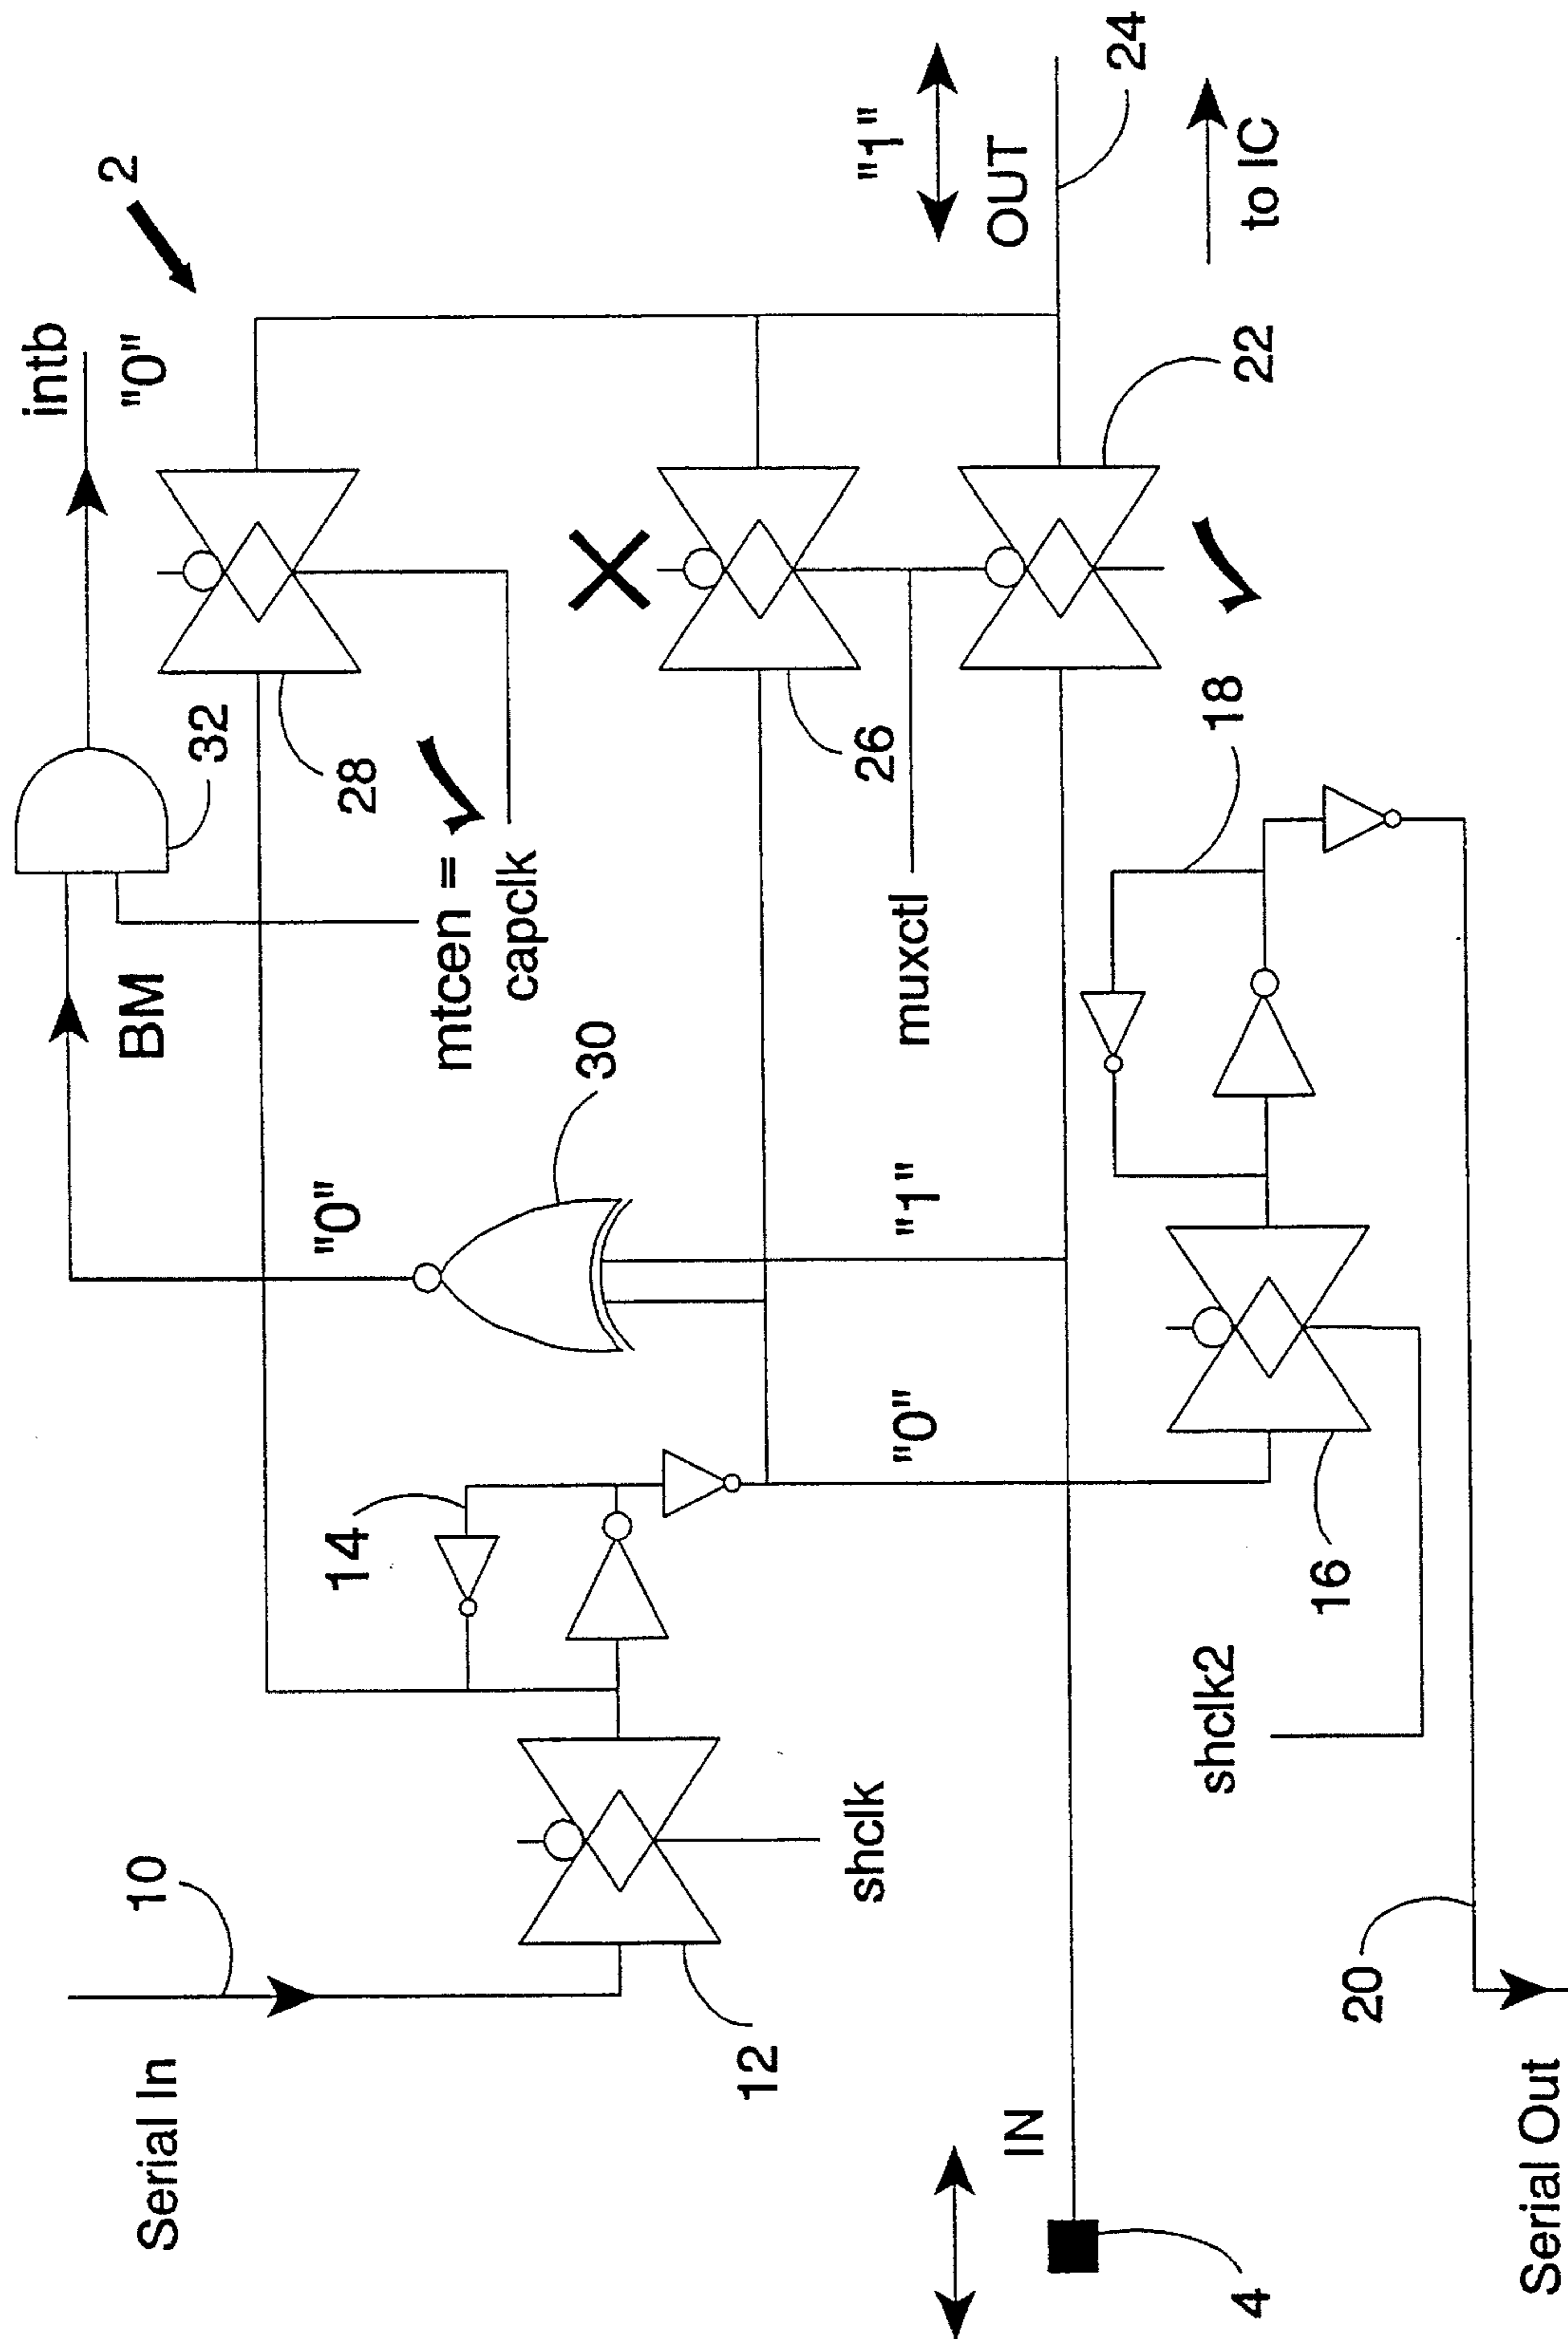 2
intb
"0"
32
BM
28
mtcen =
capclk
"1"
OUT
24
to IC
22
26
muxctl
30
"0"
"1"
"0"
14
18
16
shclk2
10
Serial In
12
shclk
IN
4
20
Serial Out